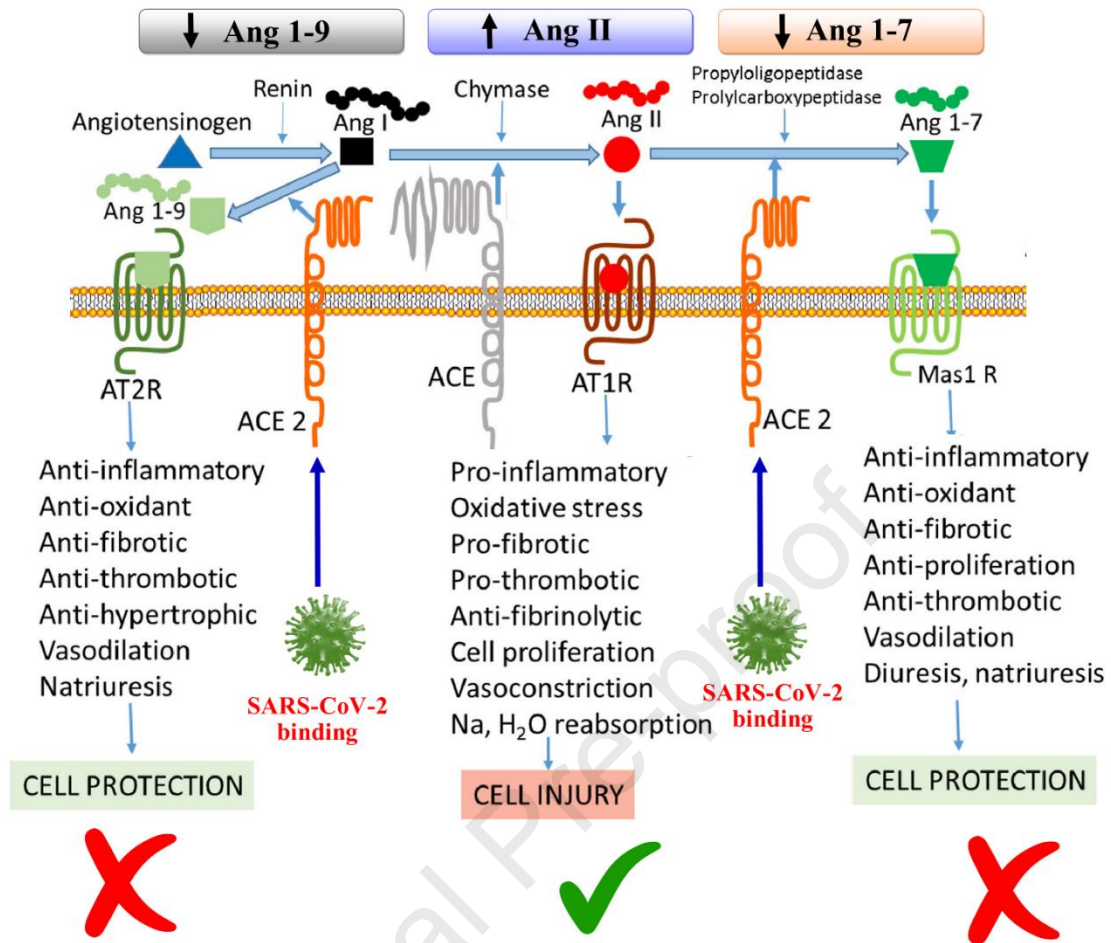 ↓ Ang 1-9
↑ Ang II
↓ Ang 1-7
Renin
Chymase
Propyloligopeptidase
Prolylcarboxypeptidase
Angiotensinogen
Ang I
Ang II
Ang 1-7
Ang 1-9
AT2R
ACE 2
ACE
AT1R
ACE 2
Mas1 R
Anti-inflammatory
Anti-oxidant
Anti-fibrotic
Anti-thrombotic
Anti-hypertrophic
Vasodilation
Natriuresis
CELL PROTECTION
SARS-CoV-2
binding
Pro-inflammatory
Oxidative stress
Pro-fibrotic
Pro-thrombotic
Anti-fibrinolytic
Cell proliferation
Vasoconstriction
Na, H₂O reabsorption
CELL INJURY
SARS-CoV-2
binding
Anti-inflammatory
Anti-oxidant
Anti-fibrotic
Anti-proliferation
Anti-thrombotic
Vasodilation
Diuresis, natriuresis
CELL PROTECTION
al Pre-proof